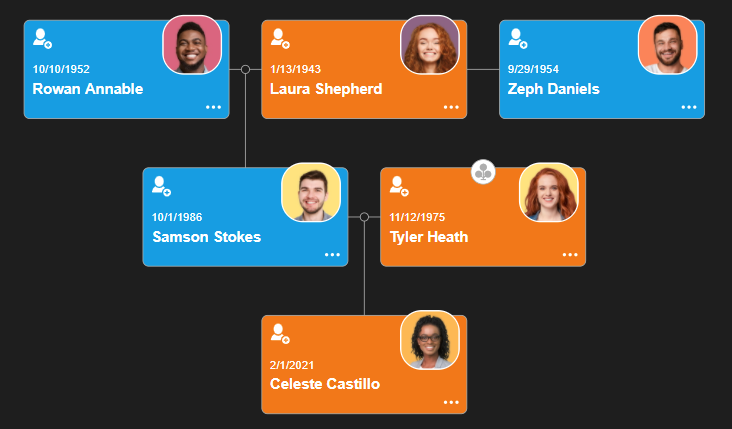 10/10/1952
Rowan Annable
1/13/1943
Laura Shepherd
9/29/1954
Zeph Daniels
10/1/1986
Samson Stokes
11/12/1975
Tyler Heath
2/1/2021
Celeste Castillo